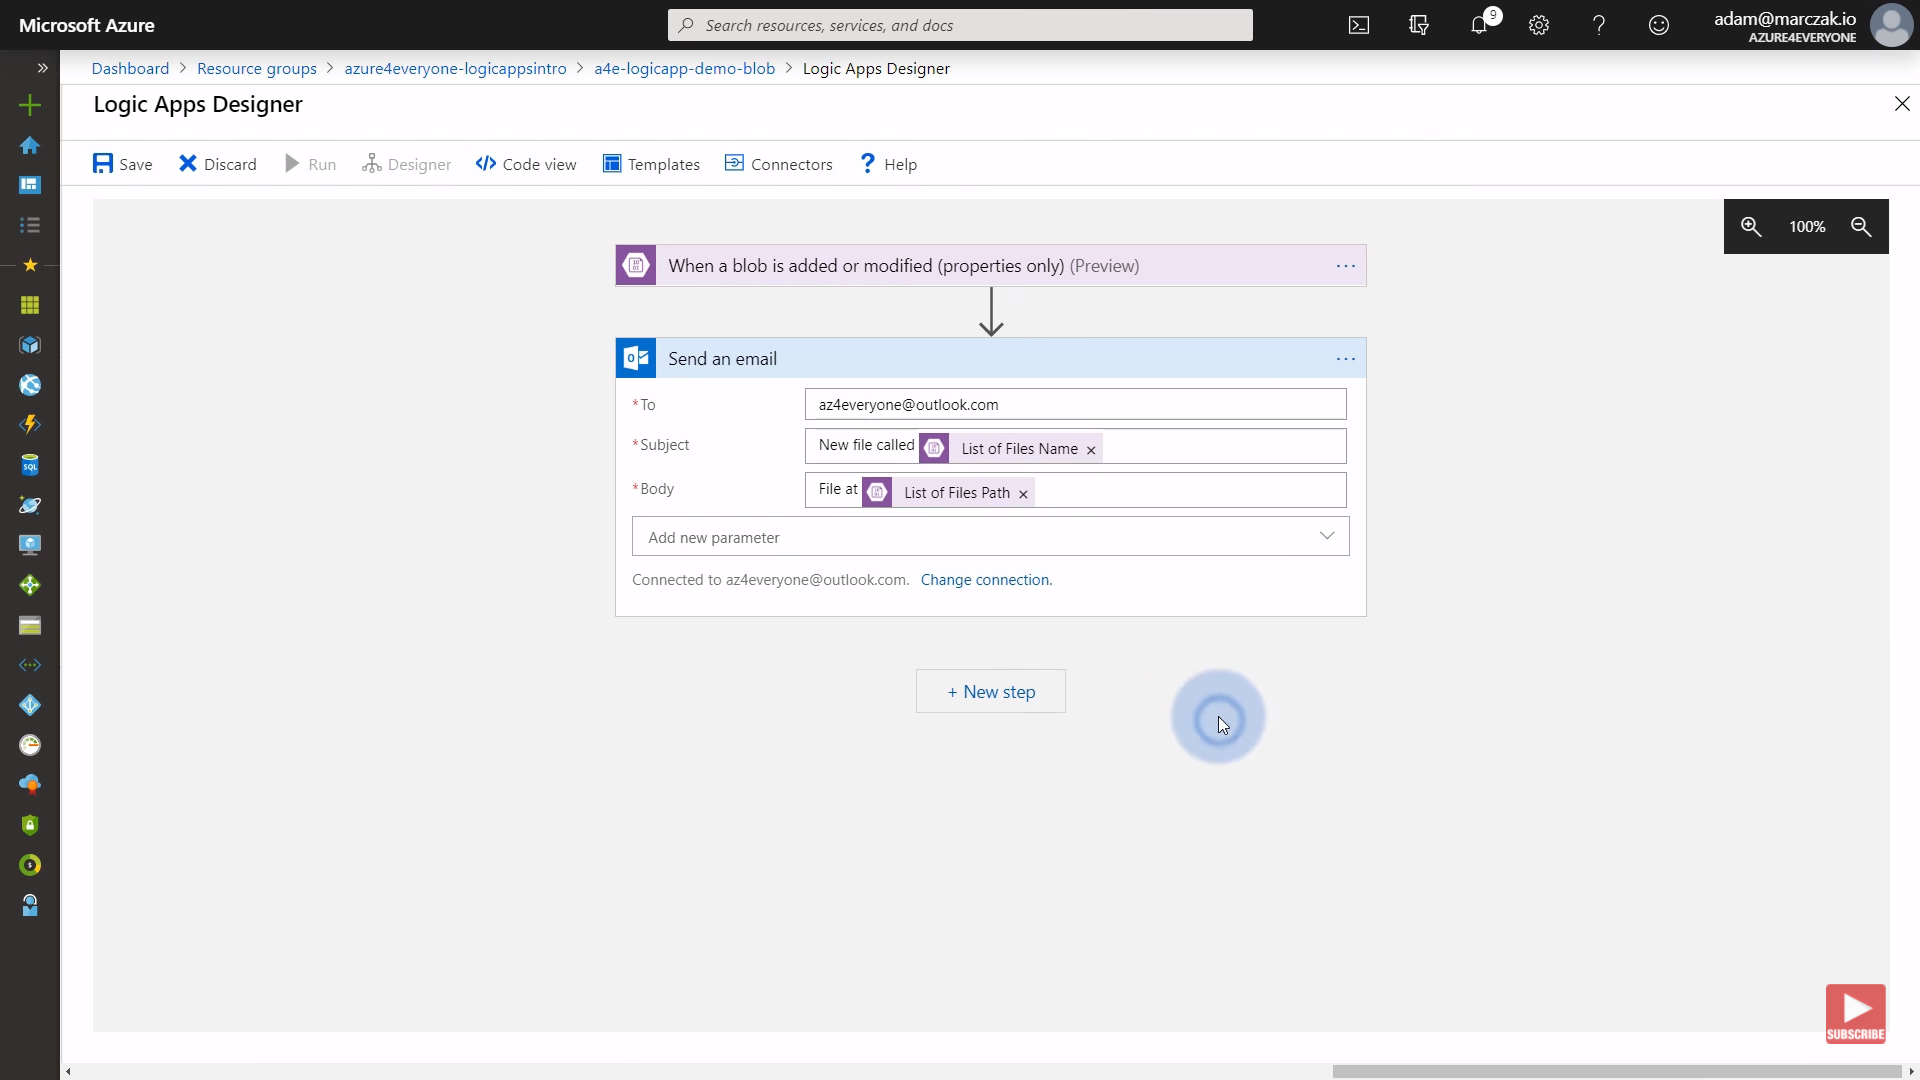 Microsoft Azure
Search resources, services, and docs
9
adam@marczak.io
AZURE4EVERYONE
Dashboard > Resource groups > azure4everyone-logicappsintro > a4e-logicapp-demo-blob > Logic Apps Designer
Logic Apps Designer
Save Discard Run Designer Code view Templates Connectors Help
100%
When a blob is added or modified (properties only) (Preview) ...
Send an email ...
*To az4everyone@outlook.com
*Subject New file called List of Files Name ×
*Body File at List of Files Path ×
Add new parameter
Connected to az4everyone@outlook.com. Change connection.
+ New step
SQL
SUBSCRIBE